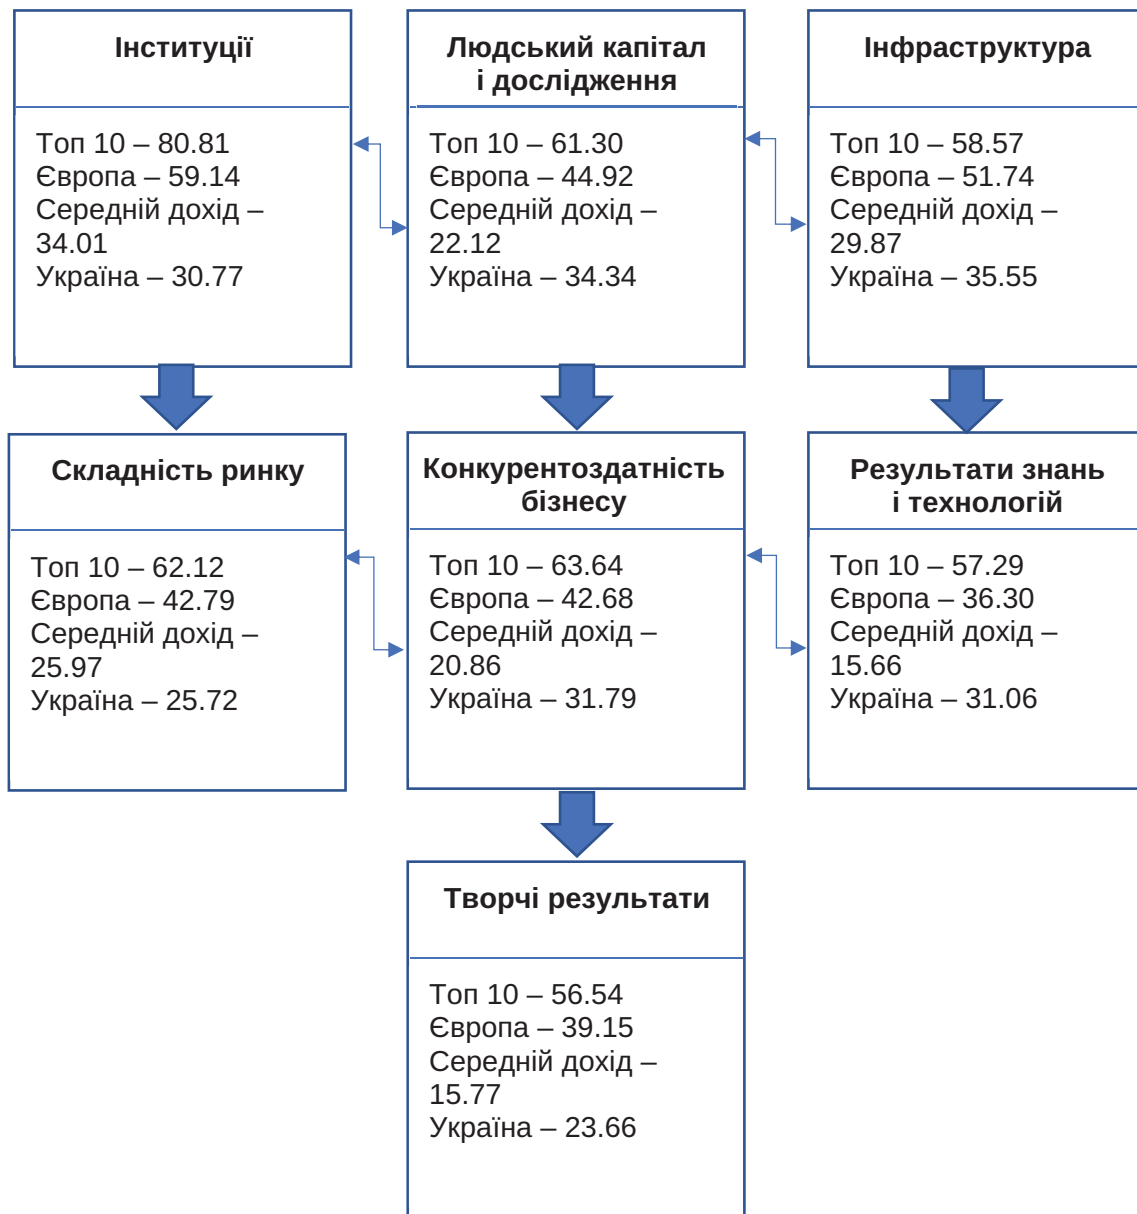 Інституції
Топ 10 – 80.81
Європа – 59.14
Середній дохід –
34.01
Україна – 30.77
Людський капітал
і дослідження
Топ 10 – 61.30
Європа – 44.92
Середній дохід –
22.12
Україна – 34.34
Інфраструктура
Топ 10 – 58.57
Європа – 51.74
Середній дохід –
29.87
Україна – 35.55
Складність ринку
Топ 10 – 62.12
Європа – 42.79
Середній дохід –
25.97
Україна – 25.72
Конкурентоздатність
бізнесу
Топ 10 – 63.64
Європа – 42.68
Середній дохід –
20.86
Україна – 31.79
Результати знань
і технологій
Топ 10 – 57.29
Європа – 36.30
Середній дохід –
15.66
Україна – 31.06
Творчі результати
Топ 10 – 56.54
Європа – 39.15
Середній дохід –
15.77
Україна – 23.66